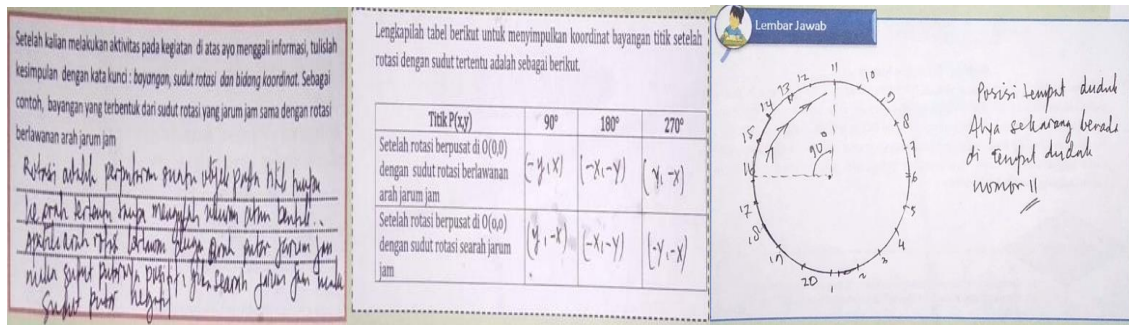 Setelah kalian melakukan aktivitas pada kegiatan di atas ayo menggali informasi, tulislah
kesimpulan dengan kata kunci : bayangan, sudut rotasi dan bidang koordinat. Sebagai
contoh, bayangan yang terbentuk dari sudut rotasi yang jarum jam sama dengan rotasi
berlawanan arah jarum jam
Rotasi adalah perputaran suatu objek pada titik
ke arah tertentu tanpa mengubah ukuran atau bentuk..
apabila arah rotasi berlawanan dengan arah putar jarum jam
maka sudut putarnya positif, jika searah jarum jam maka
sudut putar negatif
Lengkapilah tabel berikut untuk menyimpulkan koordinat bayangan titik setelah
rotasi dengan sudut tertentu adalah sebagai berikut.
Titik P(x,y) 90° 180° 270°
Setelah rotasi berpusat di O(0,0)
dengan sudut rotasi berlawanan
arah jarum jam
(-y,x) (-x,-y) (y,-x)
Setelah rotasi berpusat di O(0,0)
dengan sudut rotasi searah jarum
jam
(y,-x) (-x,-y) (-y,-x)
Lembar Jawab
11
12
10
13
9
14
8
15
7
90°
16
6
17
5
18
4
19
3
20
2
1
Posisi tempat duduk
Alya sekarang berada
di tempat duduk
nomor 11